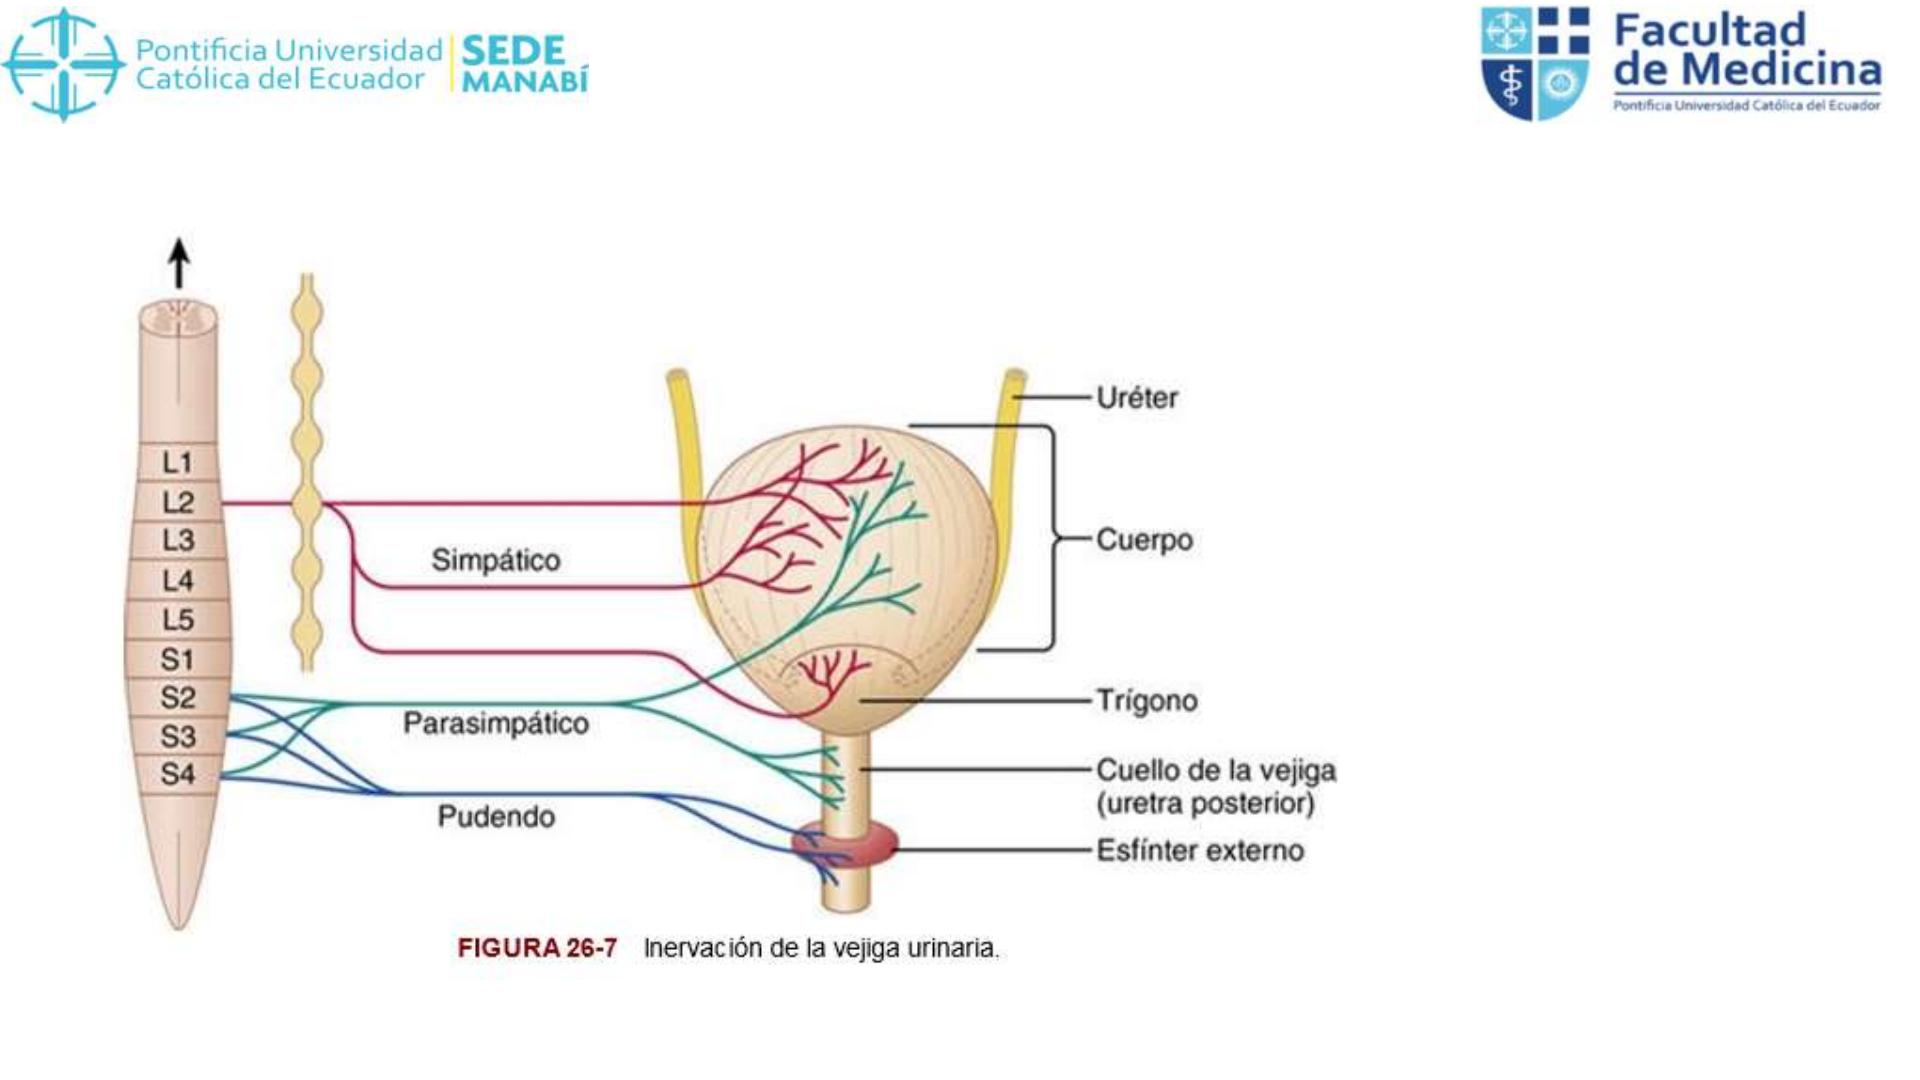 Pontificia Universidad
Católica del Ecuador
SEDE
MANABÍ
Facultad
de Medicina
Pontificia Universidad Católica del Ecuador
L1
L2
L3
L4
L5
S1
S2
S3
S4
Simpático
Parasimpático
Pudendo
Uréter
Cuerpo
Trígono
Cuello de la vejiga
(uretra posterior)
Esfínter externo
FIGURA 26-7 Inervación de la vejiga urinaria.